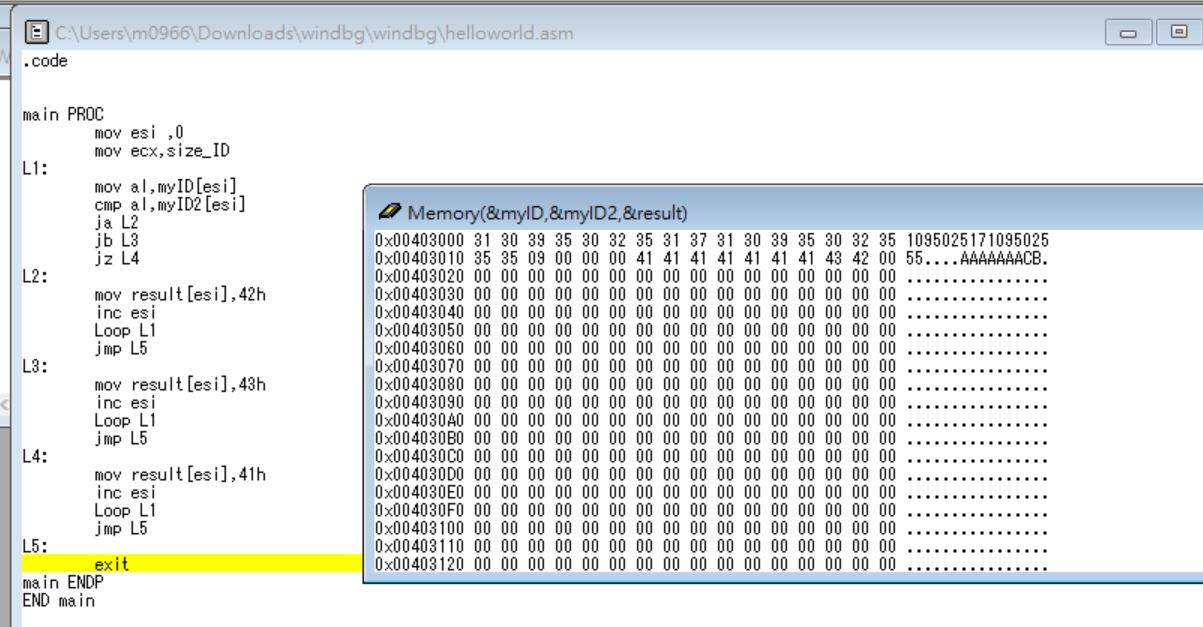 C:\Users\m0966\Downloads\windbg\windbg\helloworld.asm
.code
main PROC
mov esi ,0
mov ecx,size_ID
L1:
mov al,myID[esi]
cmp al,myID2[esi]
ja L2
jb L3
jz L4
L2:
mov result[esi],42h
inc esi
Loop L1
jmp L5
L3:
mov result[esi],43h
inc esi
Loop L1
jmp L5
L4:
mov result[esi],41h
inc esi
Loop L1
jmp L5
L5:
exit
main ENDP
END main
Memory(&myID,&myID2,&result)
0x00403000 31 30 39 35 30 32 35 31 37 31 30 39 35 30 32 35 1095025171095025
0x00403010 35 35 09 00 00 00 41 41 41 41 41 41 41 43 42 00 55....AAAAAAACB.
0x00403020 00 00 00 00 00 00 00 00 00 00 00 00 00 00 00 00 ................
0x00403030 00 00 00 00 00 00 00 00 00 00 00 00 00 00 00 00 ................
0x00403040 00 00 00 00 00 00 00 00 00 00 00 00 00 00 00 00 ................
0x00403050 00 00 00 00 00 00 00 00 00 00 00 00 00 00 00 00 ................
0x00403060 00 00 00 00 00 00 00 00 00 00 00 00 00 00 00 00 ................
0x00403070 00 00 00 00 00 00 00 00 00 00 00 00 00 00 00 00 ................
0x00403080 00 00 00 00 00 00 00 00 00 00 00 00 00 00 00 00 ................
0x00403090 00 00 00 00 00 00 00 00 00 00 00 00 00 00 00 00 ................
0x004030A0 00 00 00 00 00 00 00 00 00 00 00 00 00 00 00 00 ................
0x004030B0 00 00 00 00 00 00 00 00 00 00 00 00 00 00 00 00 ................
0x004030C0 00 00 00 00 00 00 00 00 00 00 00 00 00 00 00 00 ................
0x004030D0 00 00 00 00 00 00 00 00 00 00 00 00 00 00 00 00 ................
0x004030E0 00 00 00 00 00 00 00 00 00 00 00 00 00 00 00 00 ................
0x004030F0 00 00 00 00 00 00 00 00 00 00 00 00 00 00 00 00 ................
0x00403100 00 00 00 00 00 00 00 00 00 00 00 00 00 00 00 00 ................
0x00403110 00 00 00 00 00 00 00 00 00 00 00 00 00 00 00 00 ................
0x00403120 00 00 00 00 00 00 00 00 00 00 00 00 00 00 00 00 ................